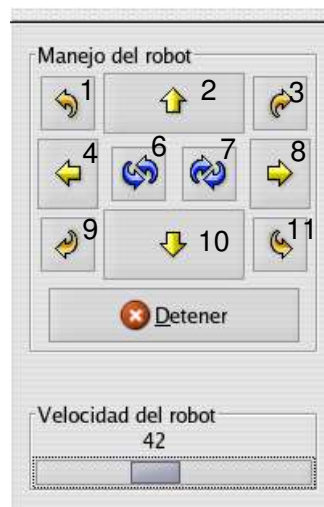 Manejo del robot
1 2 3
4 6 7 8
9 10 11
Detener
Velocidad del robot
42